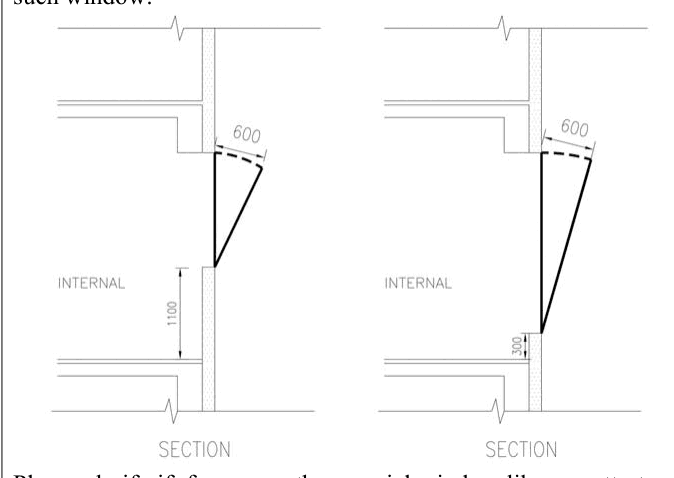 such window.
600
600
INTERNAL
INTERNAL
1100
300
SECTION
SECTION